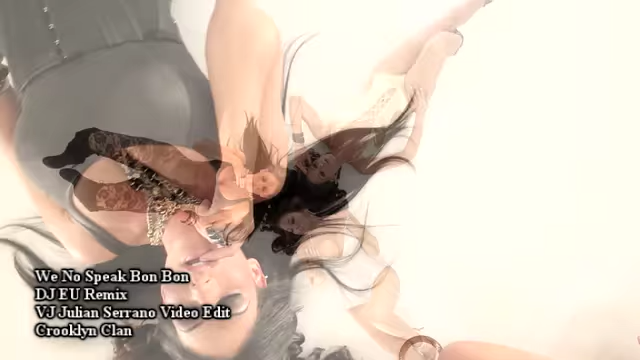 We No Speak Bon Bon
DJ EU Remix
VJ Julian Serrano Video Edit
Crooklyn Clan